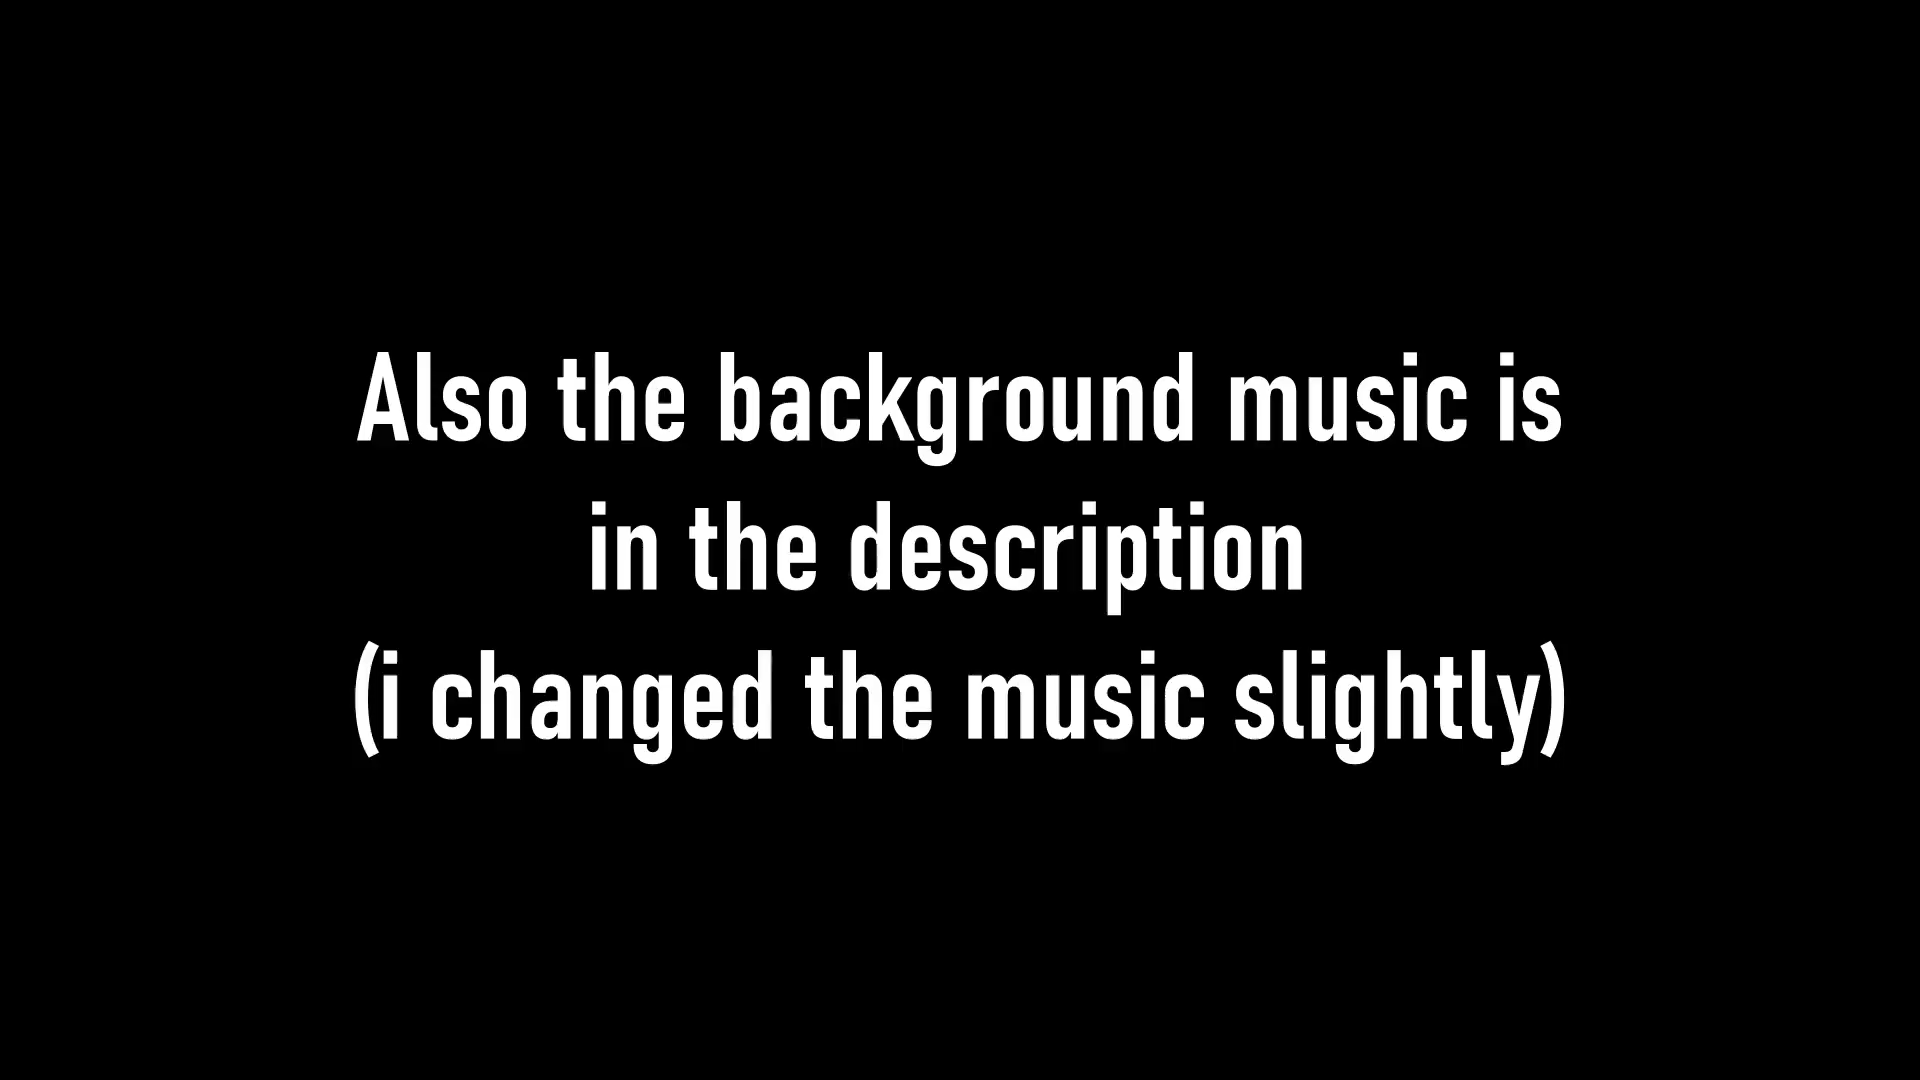 Also the background music is
in the description
(i changed the music slightly)